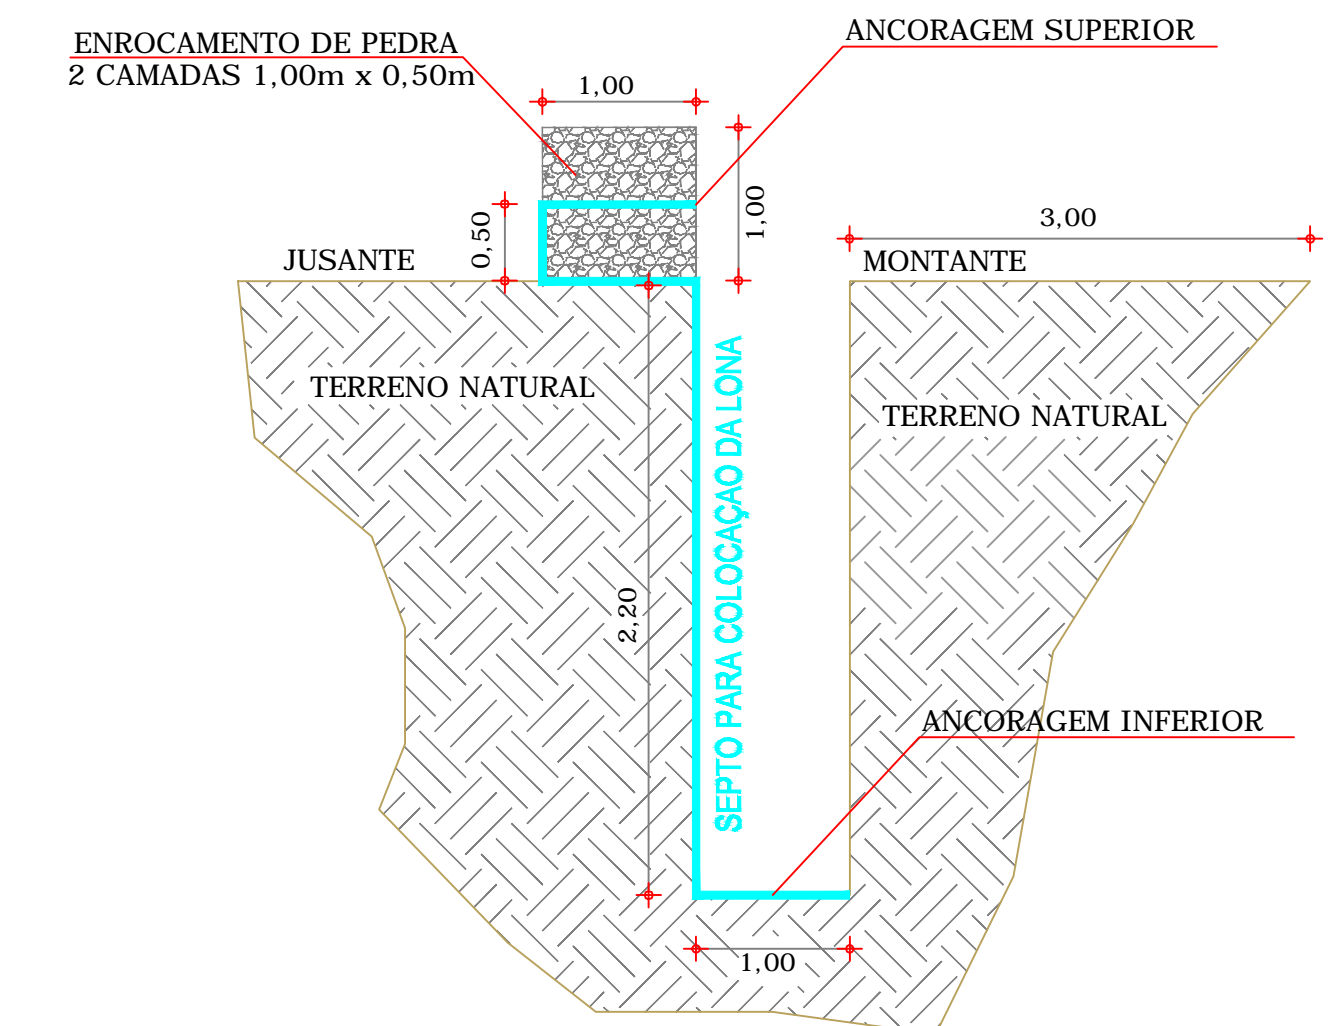 ENROCAMENTO DE PEDRA
2 CAMADAS 1,00m x 0,50m
ANCORAGEM SUPERIOR
1,00
1,00
0,50
3,00
JUSANTE
MONTANTE
TERRENO NATURAL
TERRENO NATURAL
SEPTO PARA COLOCAÇAO DA LONA
2,20
ANCORAGEM INFERIOR
1,00